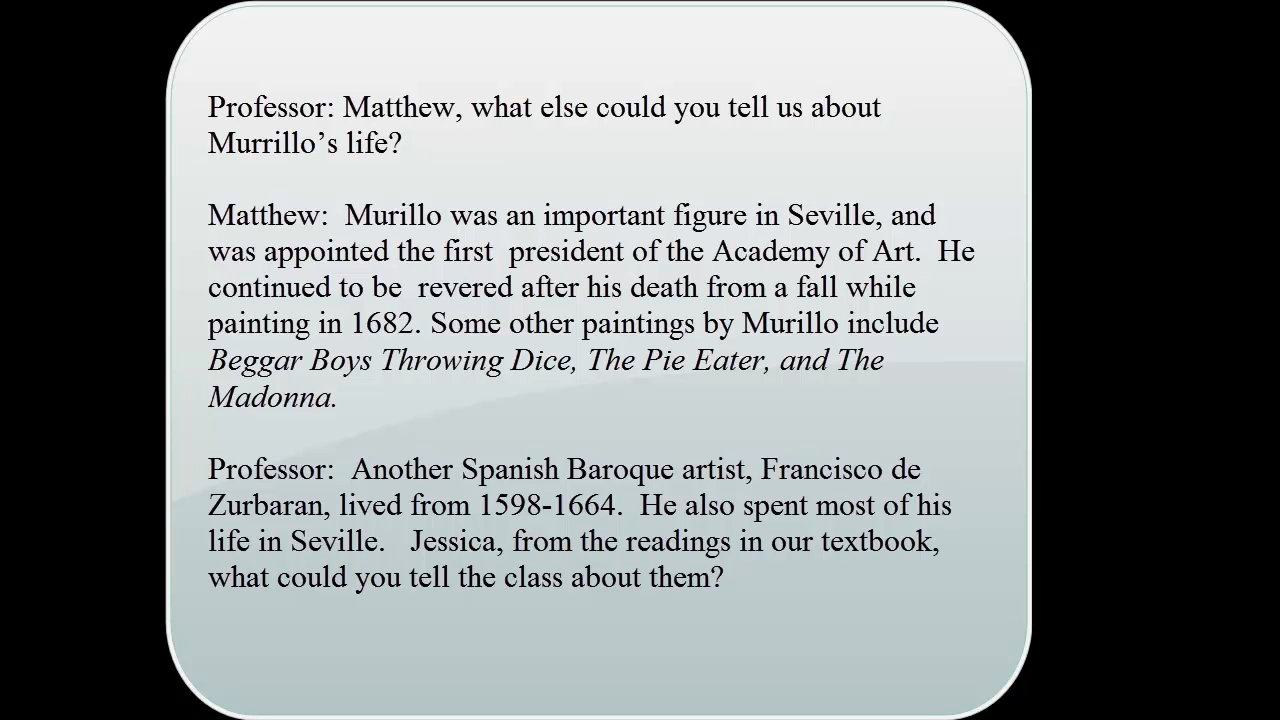 Professor: Matthew, what else could you tell us about
Murrillo’s life?
Matthew:  Murillo was an important figure in Seville, and
was appointed the first  president of the Academy of Art.  He
continued to be  revered after his death from a fall while
painting in 1682. Some other paintings by Murillo include
Beggar Boys Throwing Dice, The Pie Eater, and The
Madonna.
Professor:  Another Spanish Baroque artist, Francisco de
Zurbaran, lived from 1598-1664.  He also spent most of his
life in Seville.   Jessica, from the readings in our textbook,
what could you tell the class about them?